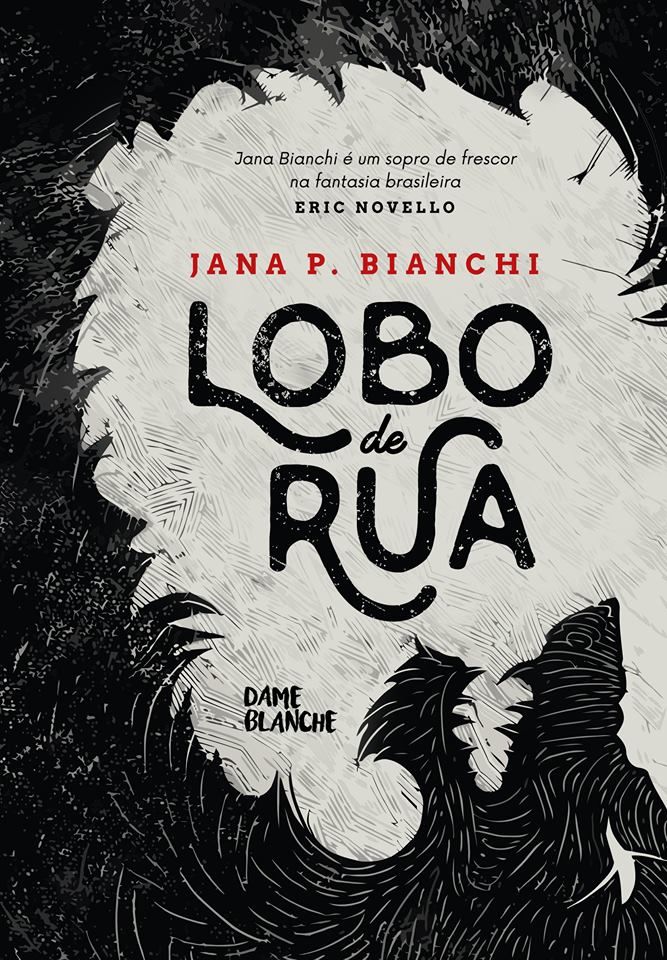 Jana Bianchi é um sopro de frescor
na fantasia brasileira
ERIC NOVELLO
JANA P. BIANCHI
LOBO
de
RUA
DAME
BLANCHE